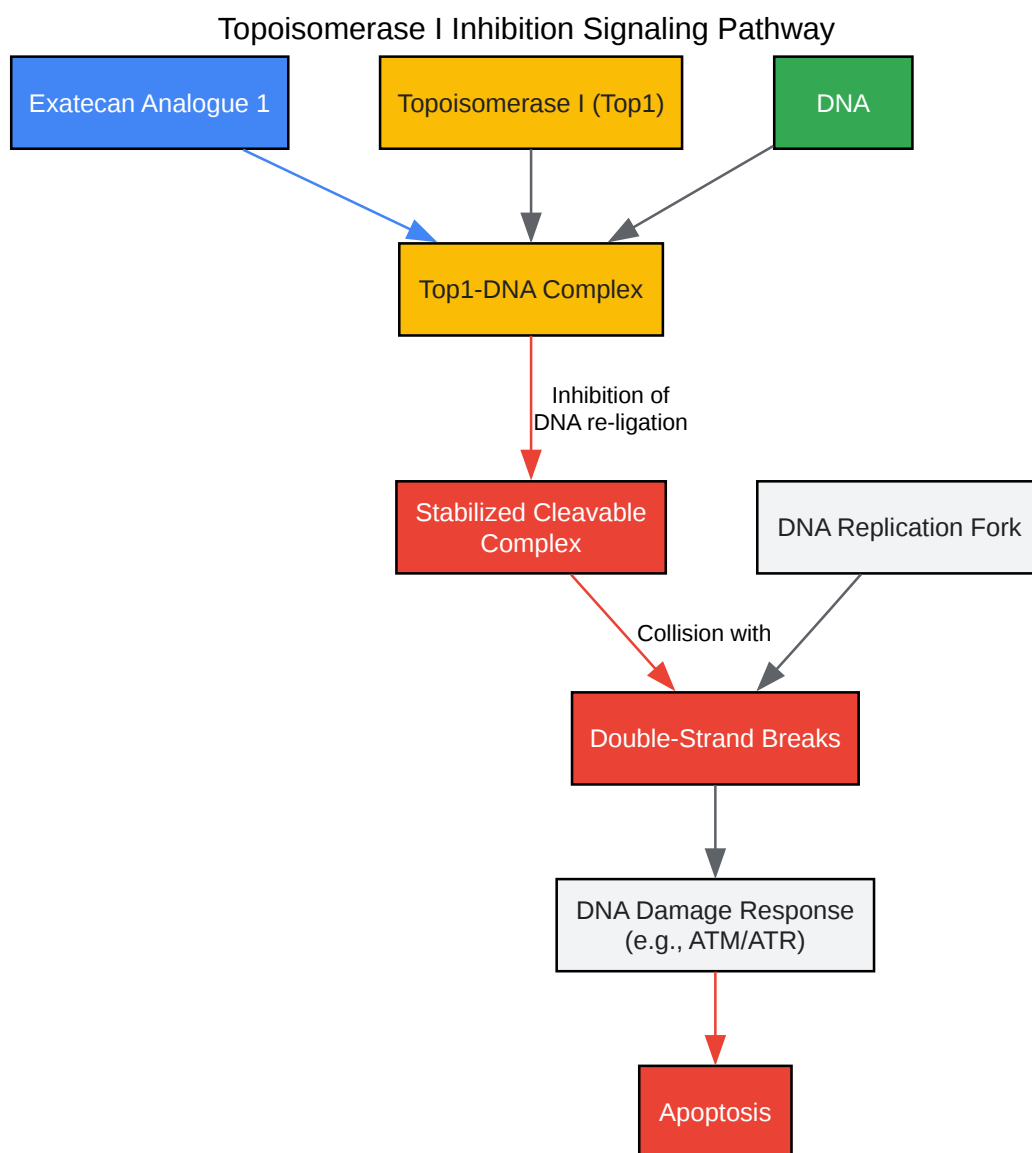 Topoisomerase I Inhibition Signaling Pathway
Exatecan Analogue 1
Topoisomerase I (Top1)
DNA
Top1-DNA Complex
Inhibition of
DNA re-ligation
Stabilized Cleavable
Complex
DNA Replication Fork
Collision with
Double-Strand Breaks
DNA Damage Response
(e.g., ATM/ATR)
Apoptosis